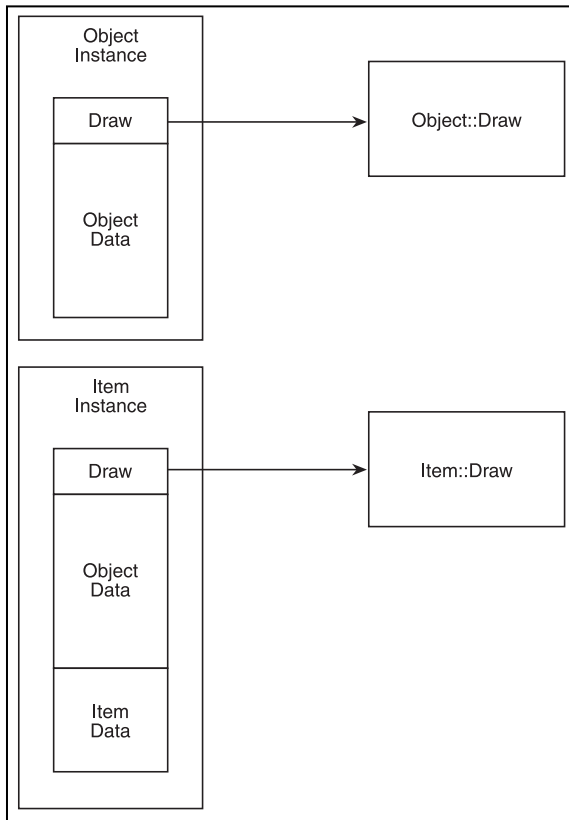 Object
Instance
Draw
Object::Draw
Object
Data
Item
Instance
Draw
Item::Draw
Object
Data
Item
Data